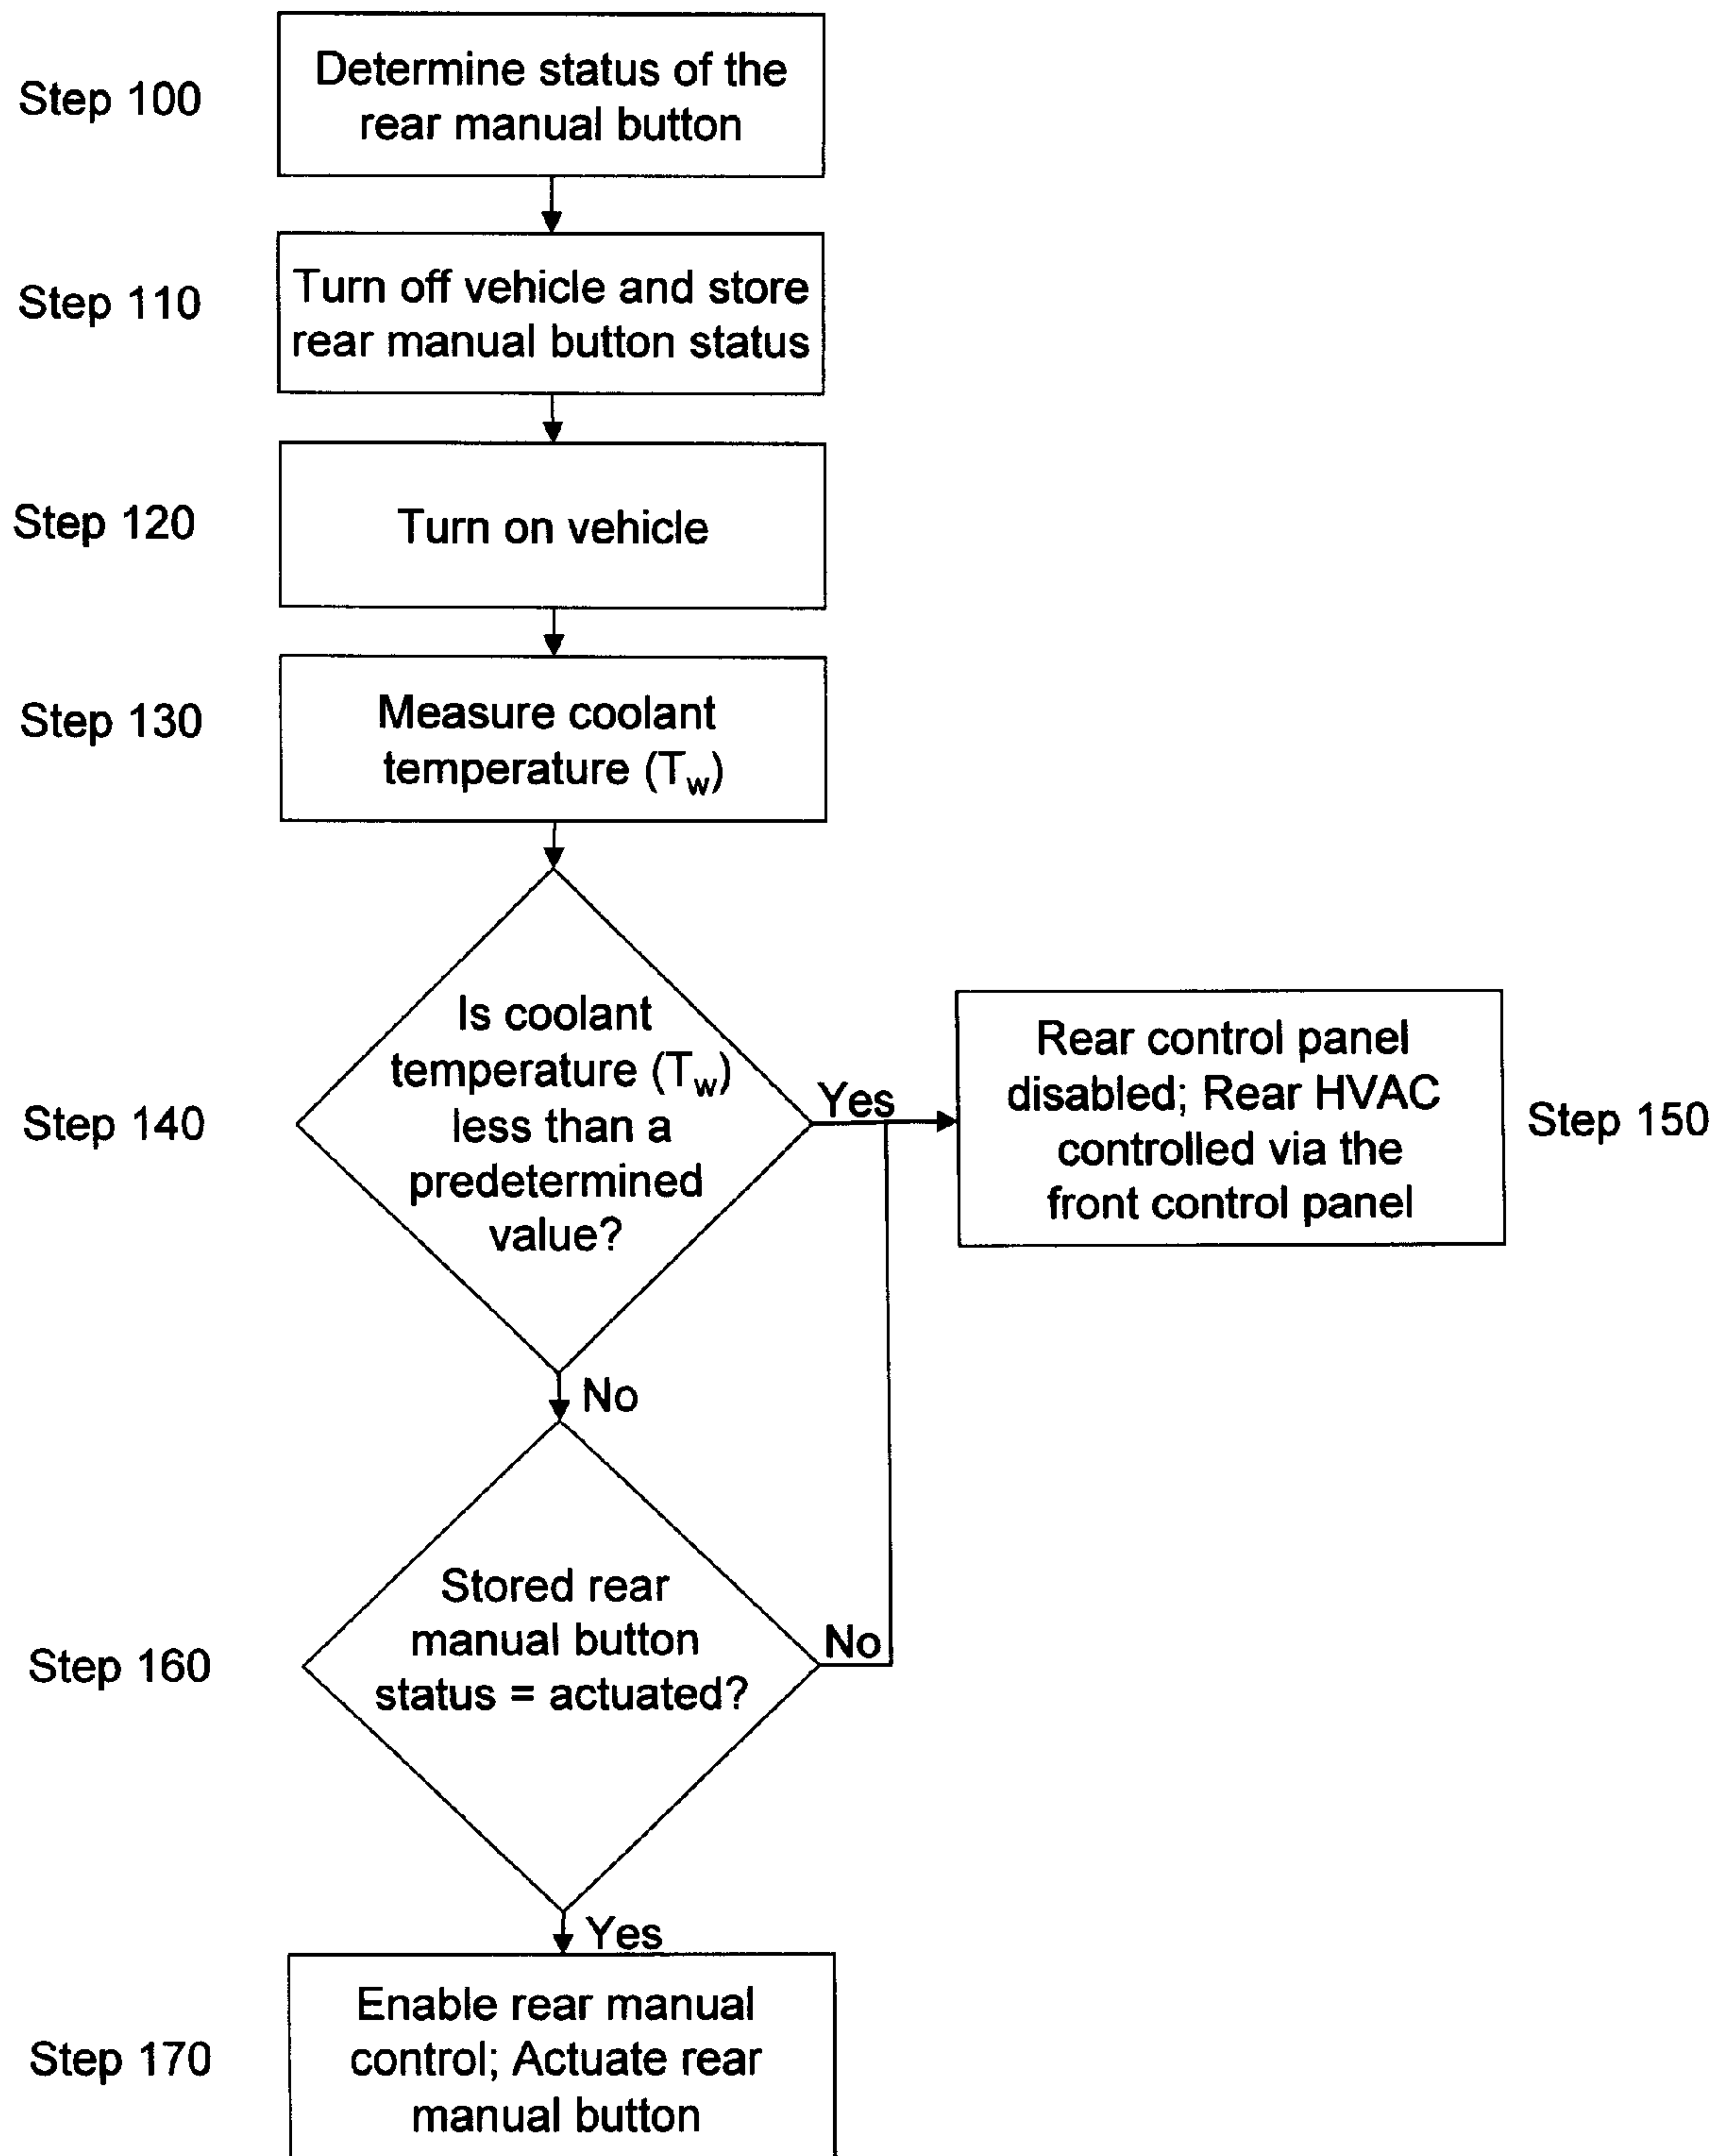 Step 100
Determine status of the
rear manual button
Step 110
Turn off vehicle and store
rear manual button status
Step 120
Turn on vehicle
Step 130
Measure coolant
temperature (Tw)
Step 140
Is coolant
temperature (Tw)
less than a
predetermined
value?
Yes
Rear control panel
disabled; Rear HVAC
controlled via the
front control panel
Step 150
No
Step 160
Stored rear
manual button
status = actuated?
No
Yes
Step 170
Enable rear manual
control; Actuate rear
manual button